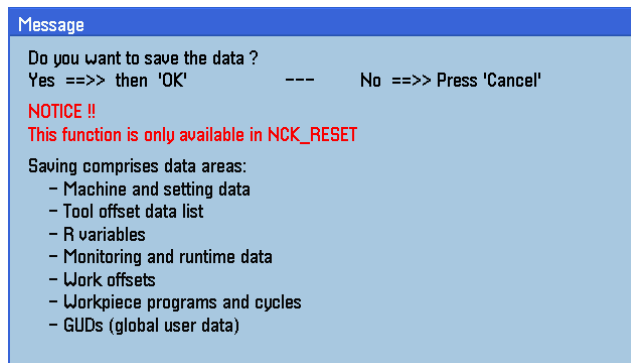 Message
Do you want to save the data ?
Yes ==>> then 'OK' --- No ==>> Press 'Cancel'
NOTICE !!
This function is only available in NCK_RESET
Saving comprises data areas:
- Machine and setting data
- Tool offset data list
- R variables
- Monitoring and runtime data
- Work offsets
- Workpiece programs and cycles
- GUDs (global user data)